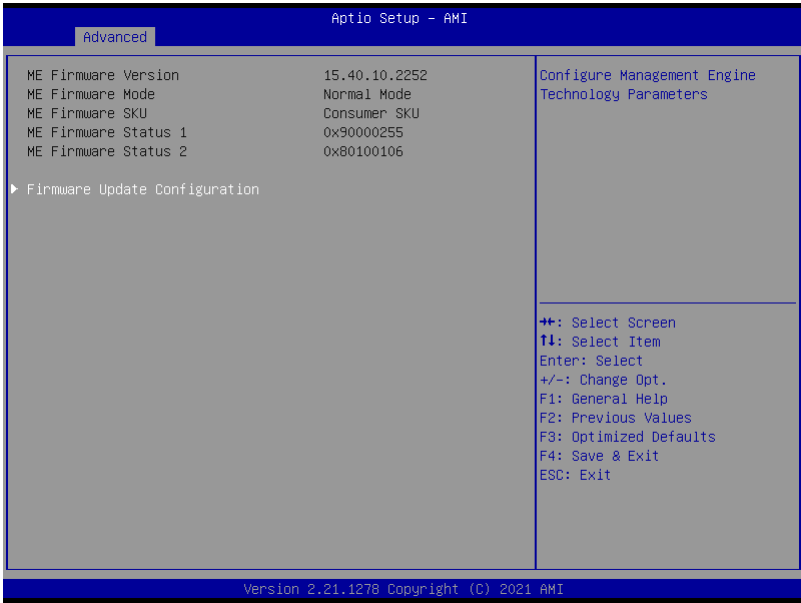 Aptio Setup - AMI
Advanced
ME Firmware Version 15.40.10.2252
ME Firmware Mode Normal Mode
ME Firmware SKU Consumer SKU
ME Firmware Status 1 0x90000255
ME Firmware Status 2 0x80100106
Firmware Update Configuration
Configure Management Engine
Technology Parameters
→←: Select Screen
↑↓: Select Item
Enter: Select
+/-: Change Opt.
F1: General Help
F2: Previous Values
F3: Optimized Defaults
F4: Save & Exit
ESC: Exit
Version 2.21.1278 Copyright (C) 2021 AMI